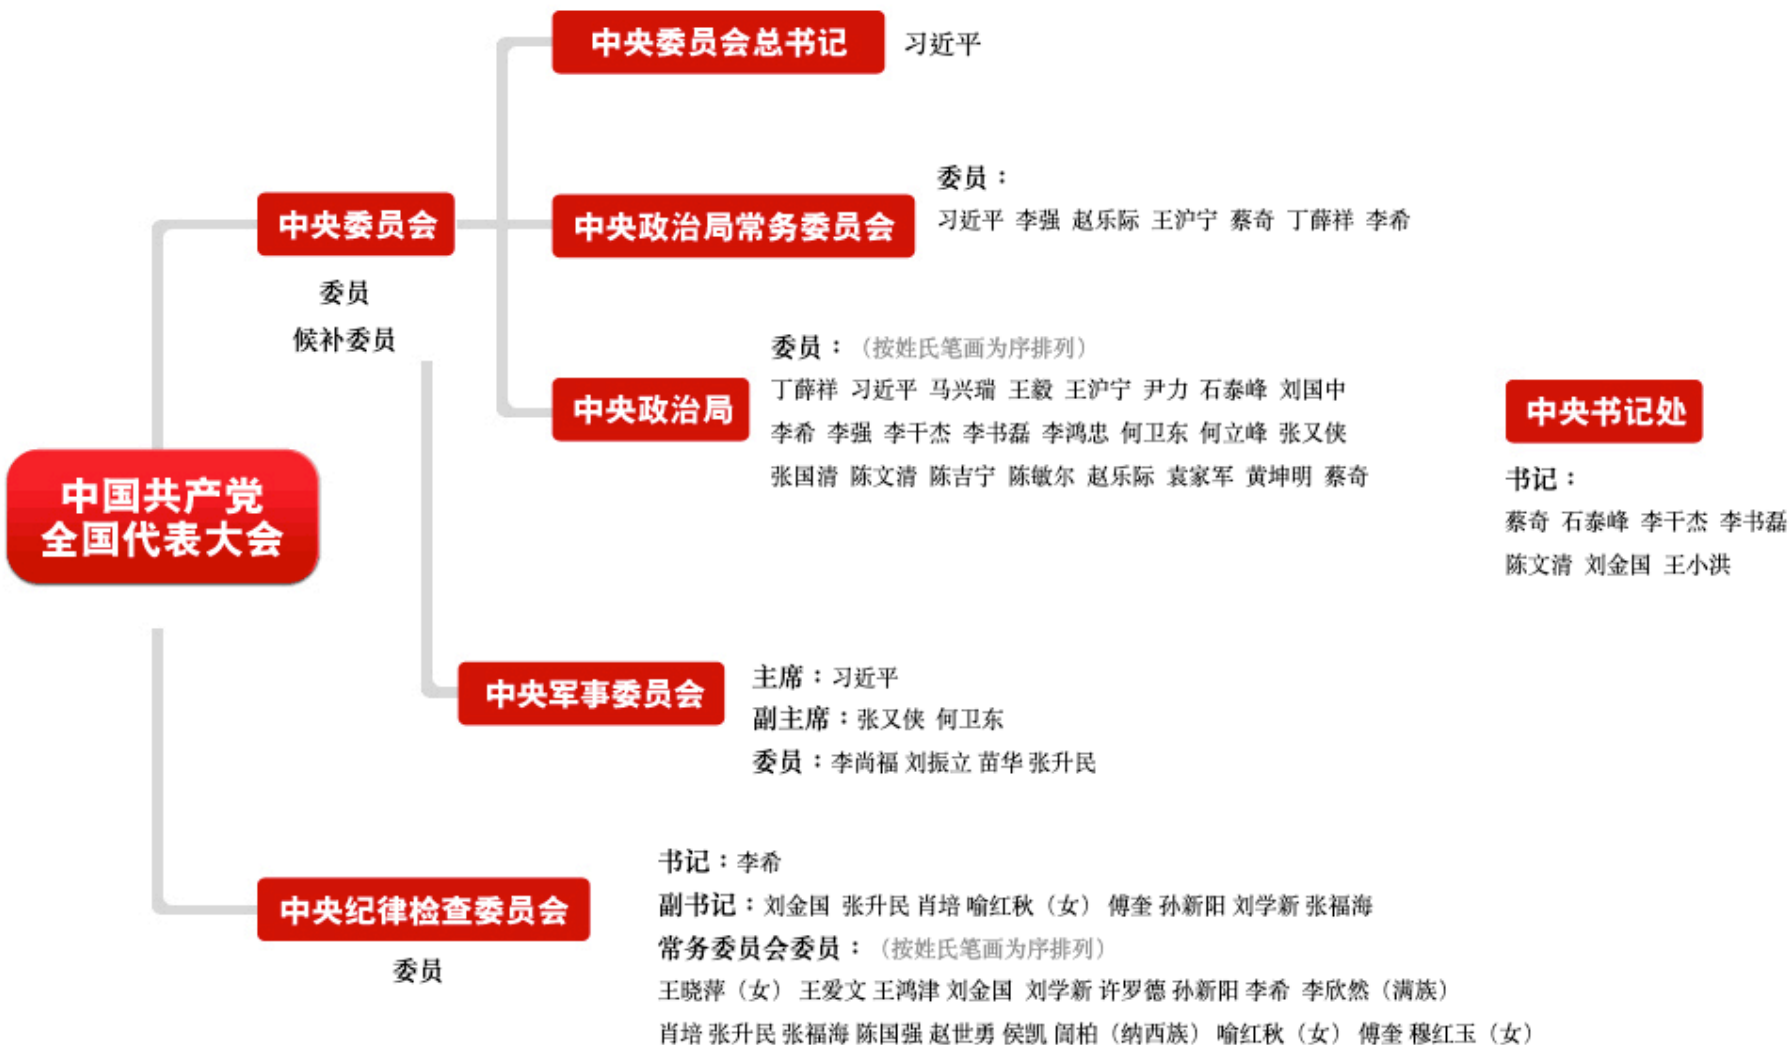 中央委员会总书记 习近平
委员：
中央委员会
中央政治局常务委员会
习近平 李强 赵乐际 王沪宁 蔡奇 丁薛祥 李希
委员
候补委员
委员：（按姓氏笔画为序排列）
中央政治局
丁薛祥 习近平 马兴瑞 王毅 王沪宁 尹力 石泰峰 刘国中
李希 李强 李干杰 李书磊 李鸿忠 何卫东 何立峰 张又侠
张国清 陈文清 陈吉宁 陈敏尔 赵乐际 袁家军 黄坤明 蔡奇
中央书记处
书记：
蔡奇 石泰峰 李干杰 李书磊
陈文清 刘金国 王小洪
中国共产党
全国代表大会
中央军事委员会
主席：习近平
副主席：张又侠 何卫东
委员：李尚福 刘振立 苗华 张升民
中央纪律检查委员会
委员
书记：李希
副书记：刘金国 张升民 肖培 喻红秋（女） 傅奎 孙新阳 刘学新 张福海
常务委员会委员：（按姓氏笔画为序排列）
王晓萍（女） 王爱文 王鸿津 刘金国 刘学新 许罗德 孙新阳 李希 李欣然（满族）
肖培 张升民 张福海 陈国强 赵世勇 侯凯 訚柏（纳西族） 喻红秋（女） 傅奎 穆红玉（女）